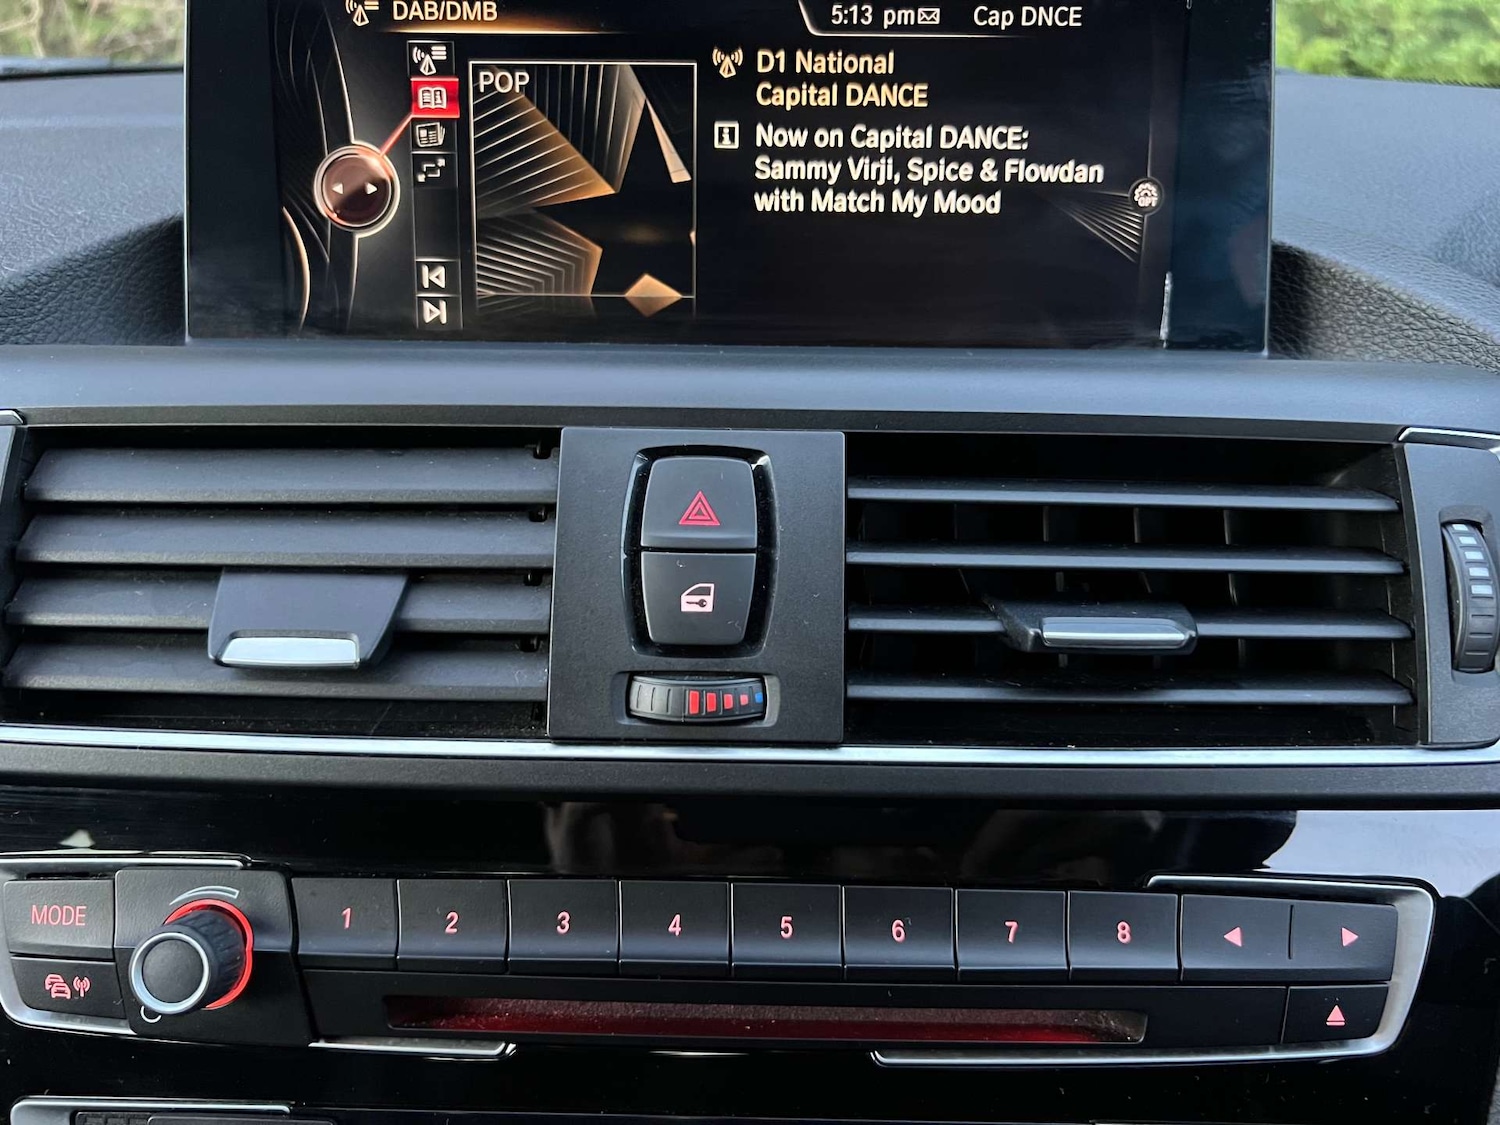 DAB/DMB
5:13 pm
Cap DNCE
POP
D1 National
Capital DANCE
Now on Capital DANCE:
Sammy Virji, Spice & Flowdan
with Match My Mood
OPT
MODE
1 2 3 4 5 6 7 8